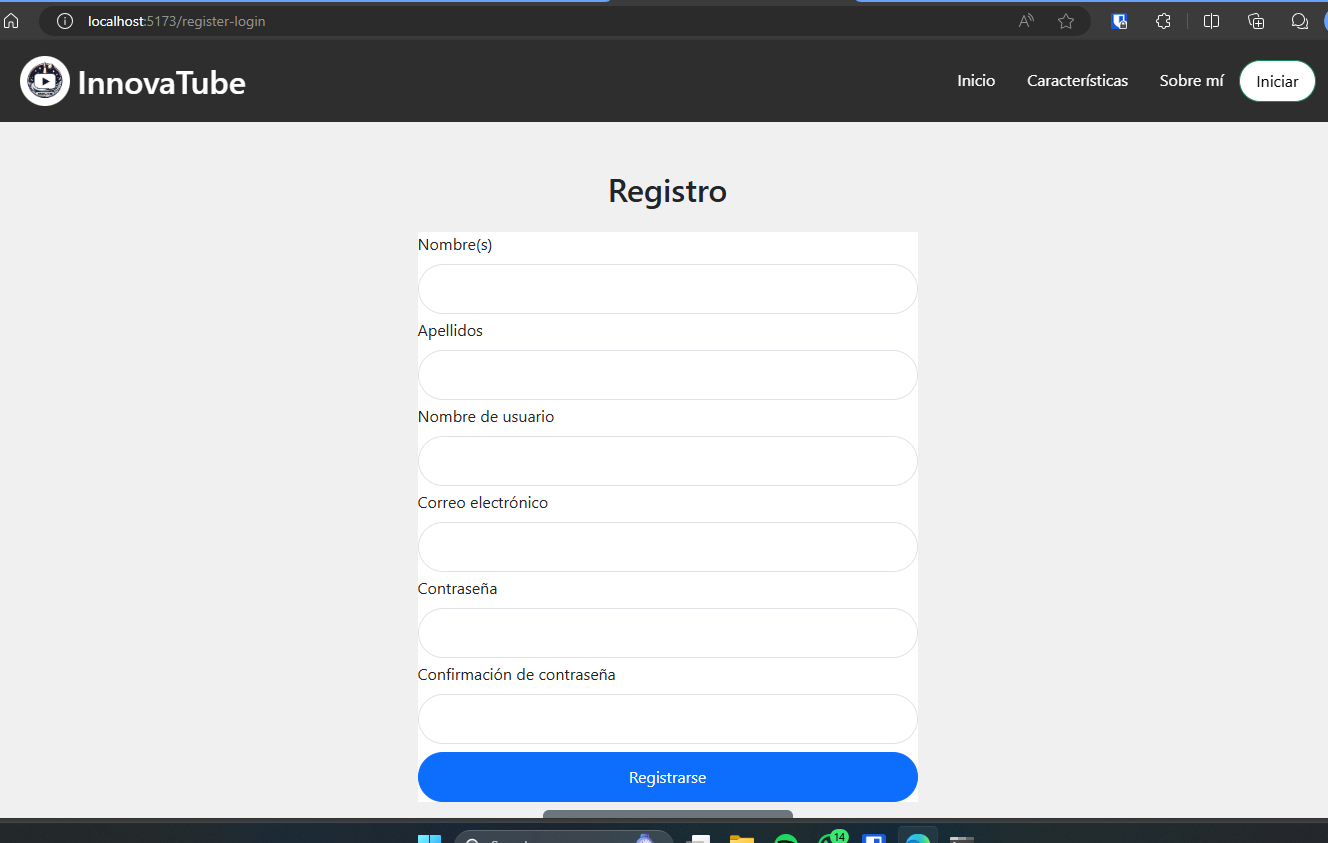 localhost:5173/register-login
InnovaTube
Inicio
Características
Sobre mí
Iniciar
Registro
Nombre(s)
Apellidos
Nombre de usuario
Correo electrónico
Contraseña
Confirmación de contraseña
Registrarse
14